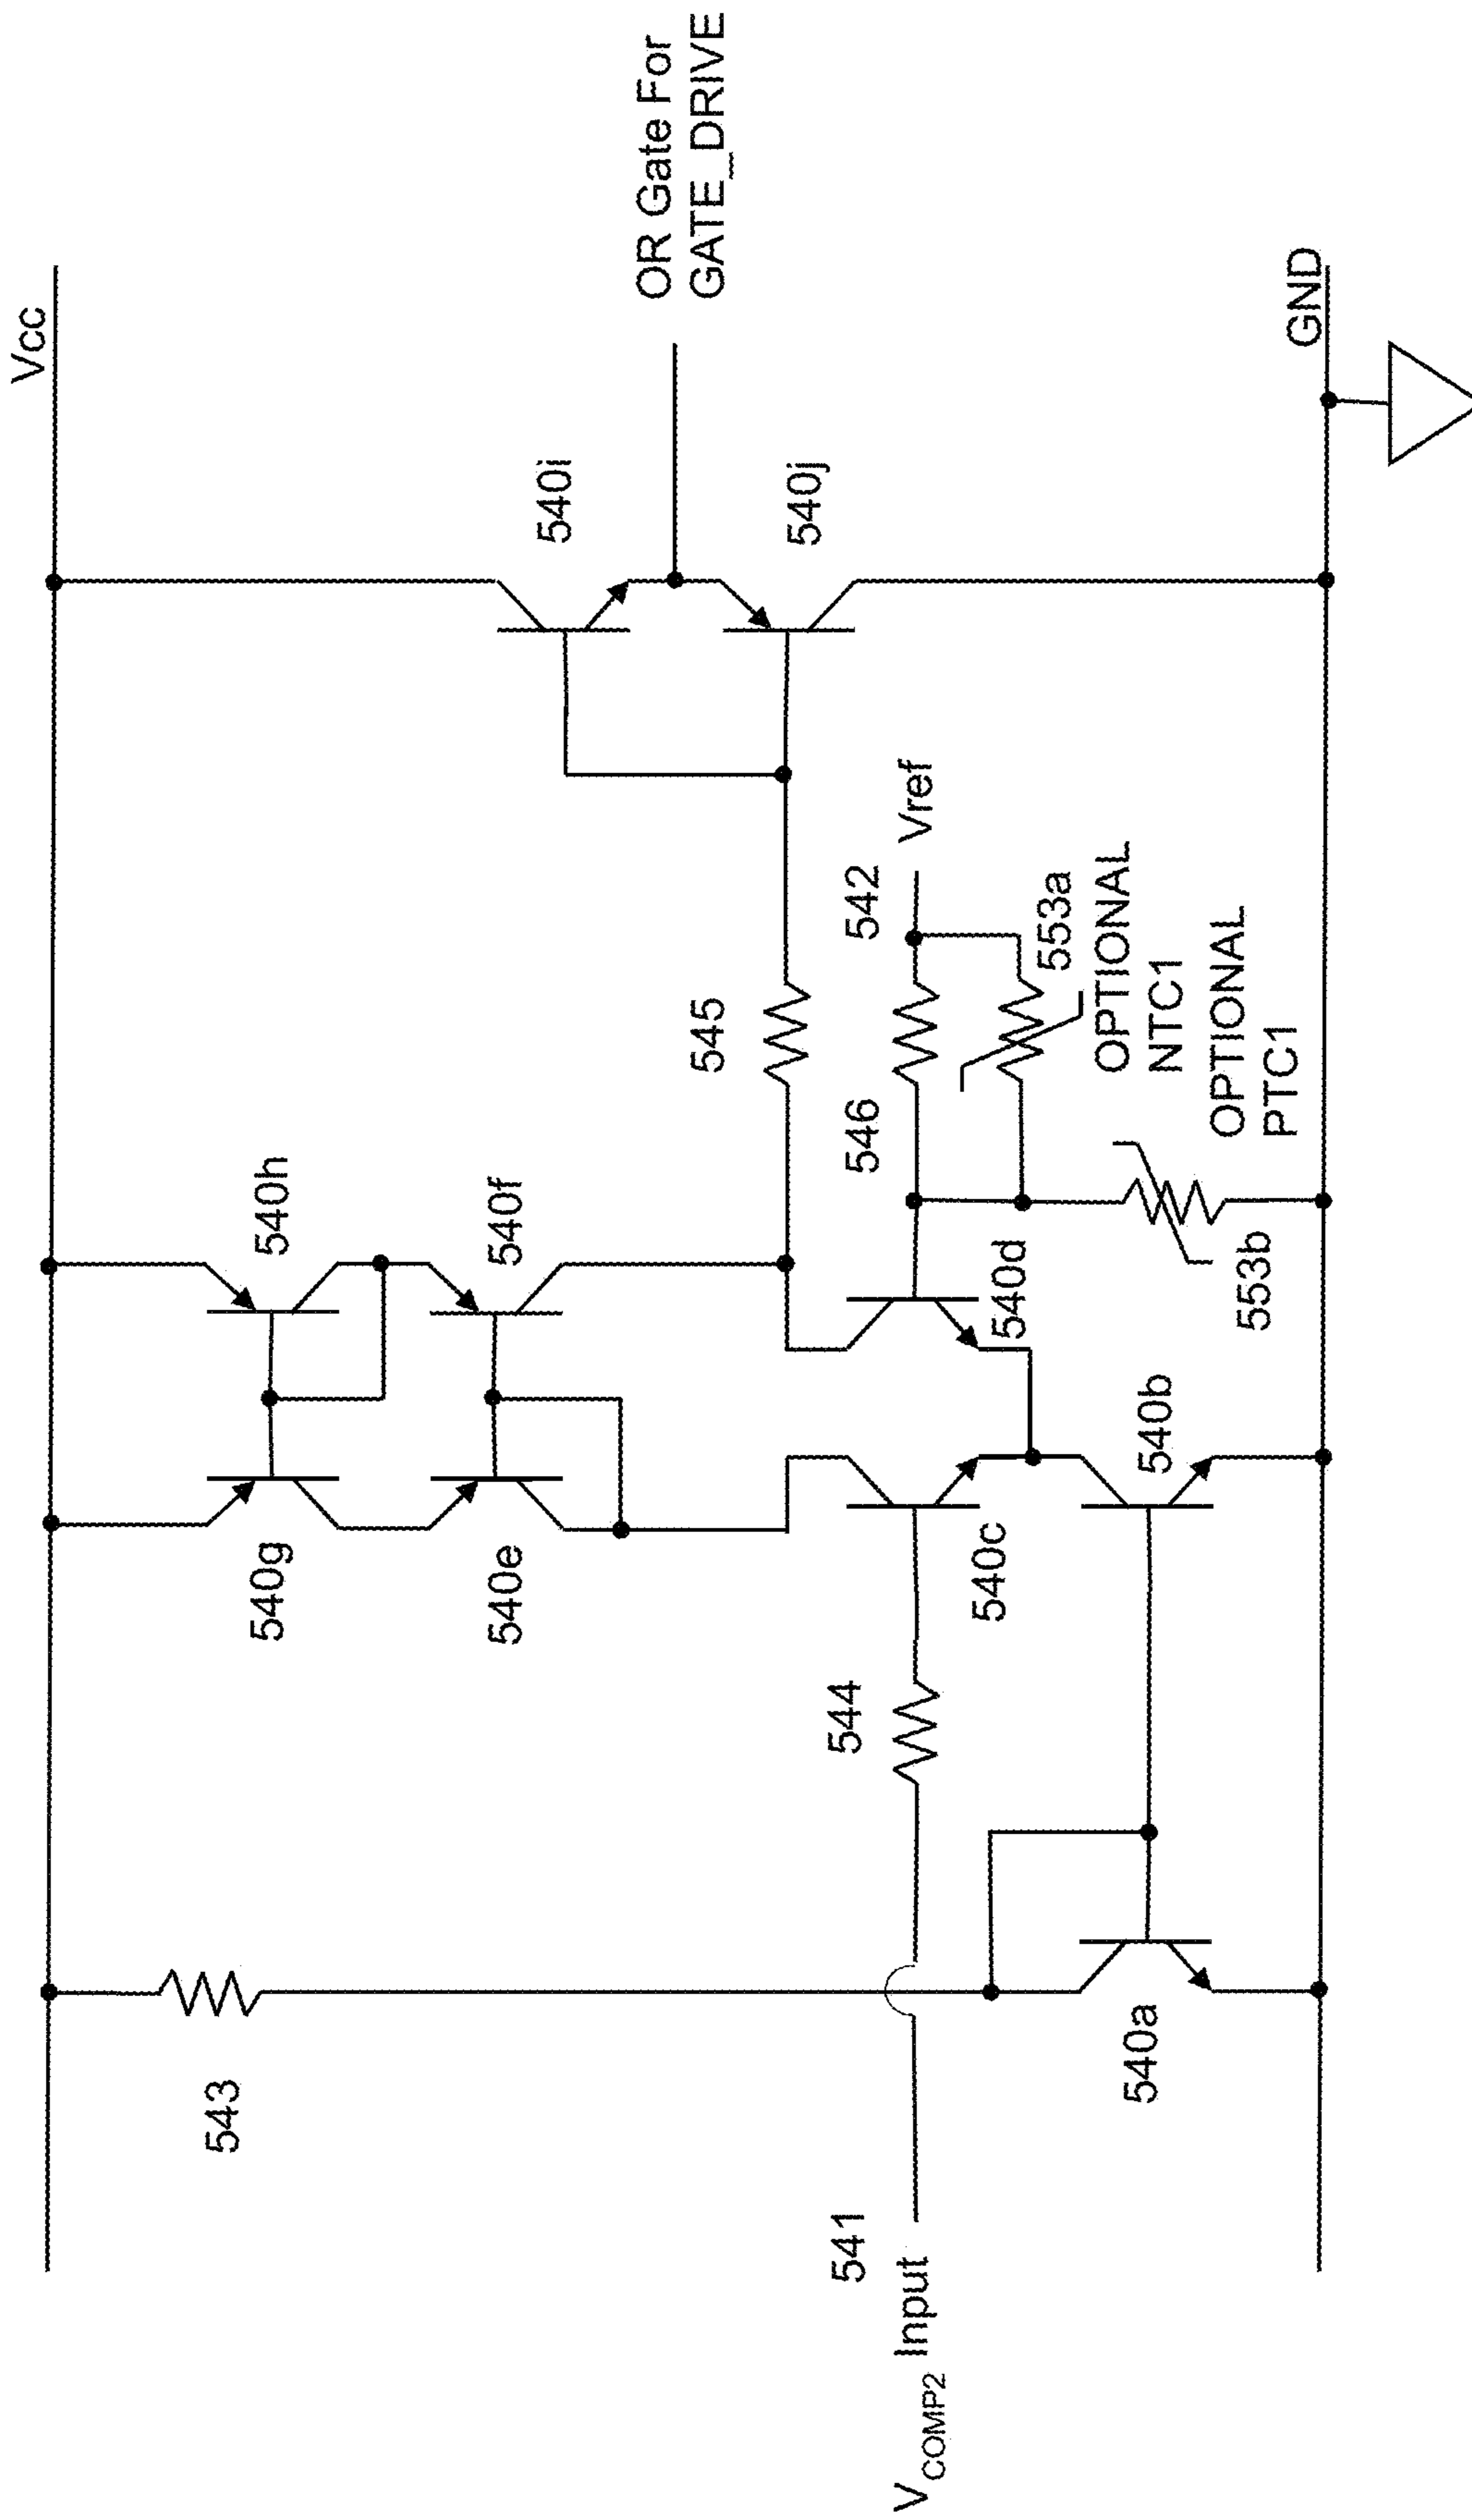 Vcc
OR Gate For
GATE_DRIVE
GND
540i
540j
Vref
542
553a
OPTIONAL
NTC1
OPTIONAL
PTC1
545
546
540h
540f
540d
553b
540b
540g
540e
540c
544
543
540a
541
VCOMP2 Input